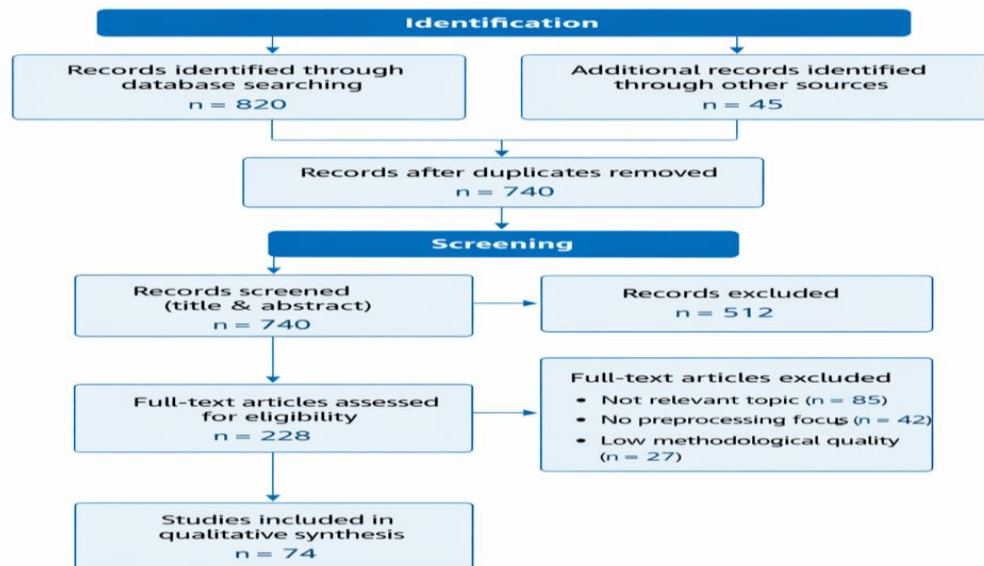 Identification
Records identified through
database searching
n = 820
Additional records identified
through other sources
n = 45
Records after duplicates removed
n = 740
Screening
Records screened
(title & abstract)
n = 740
Records excluded
n = 512
Full-text articles assessed
for eligibility
n = 228
Full-text articles excluded
• Not relevant topic (n = 85)
• No preprocessing focus (n = 42)
• Low methodological quality
(n = 27)
Studies included in
qualitative synthesis
n = 74